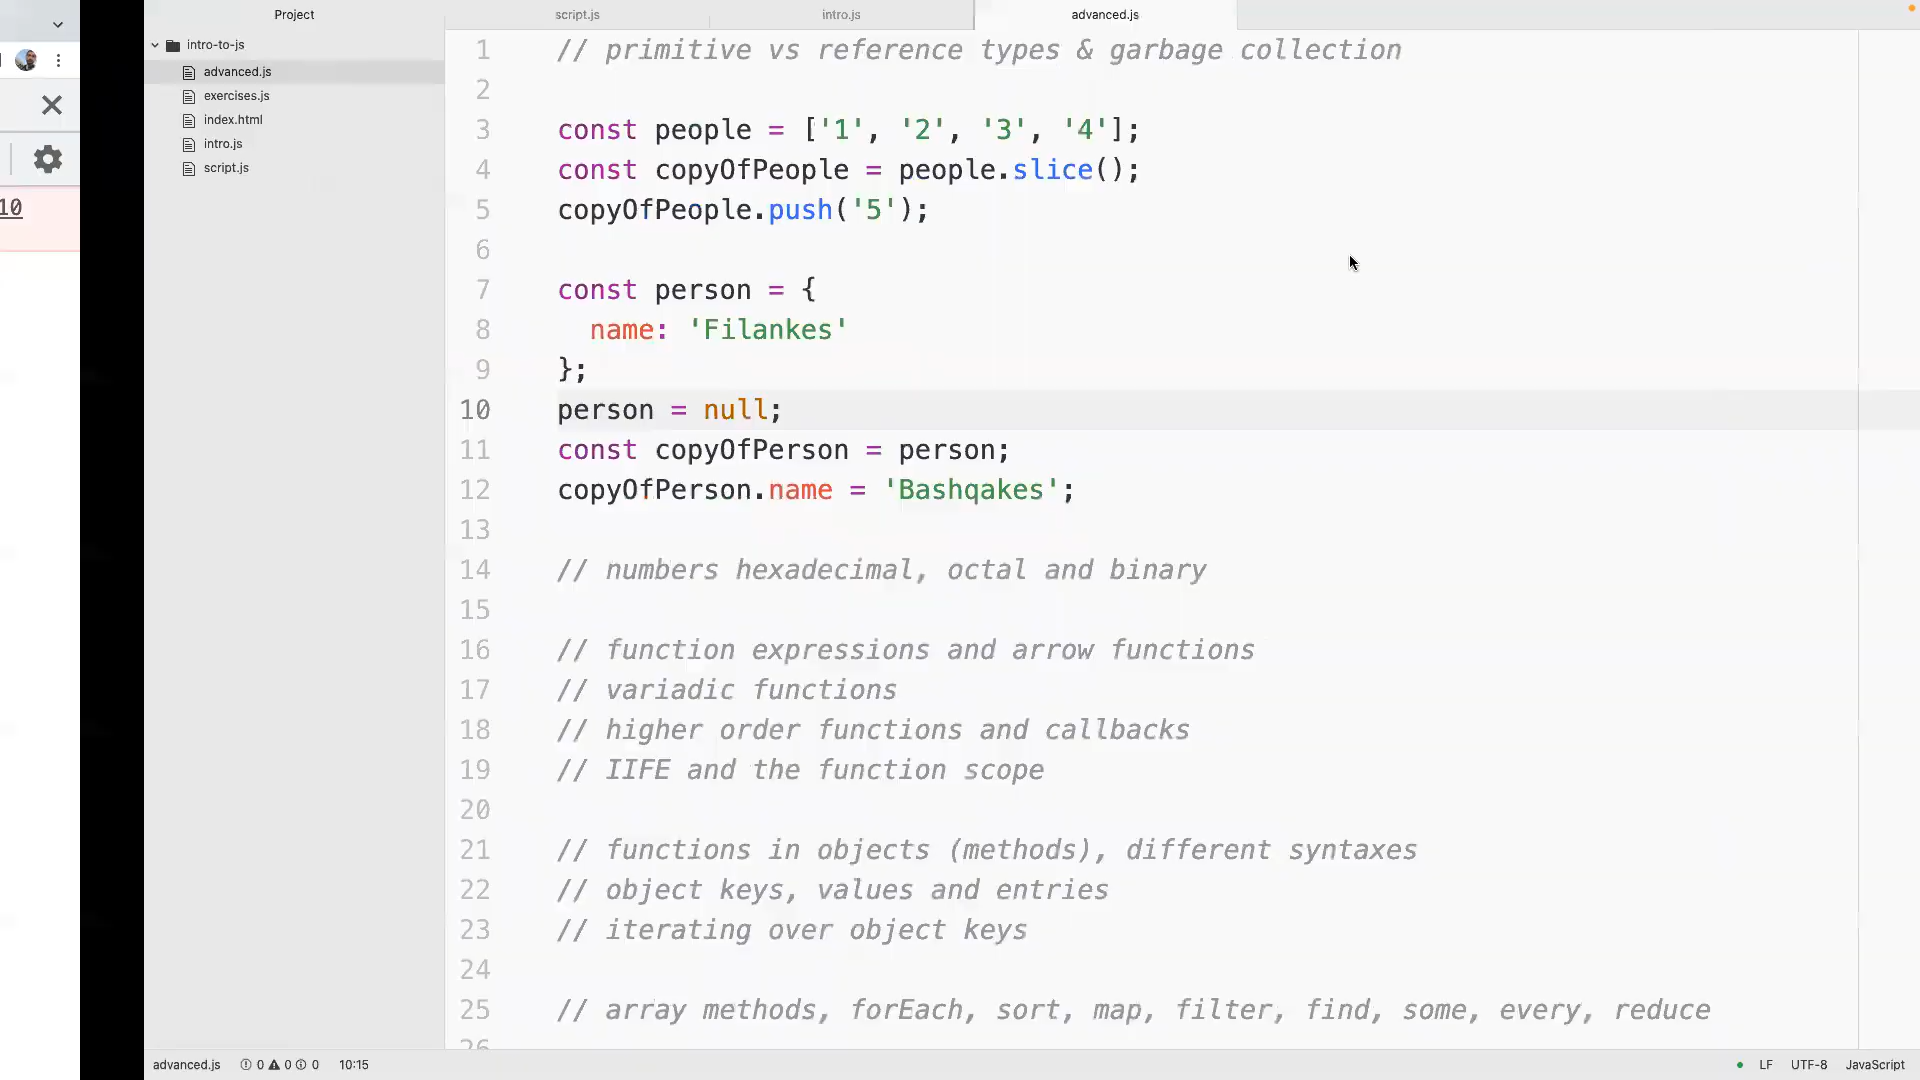 Project
script.js
intro.js
advanced.js
intro-to-js
advanced.js
exercises.js
index.html
intro.js
script.js
10
1 // primitive vs reference types & garbage collection
2
3 const people = ['1', '2', '3', '4'];
4 const copyOfPeople = people.slice();
5 copyOfPeople.push('5');
6
7 const person = {
8 name: 'Filankes'
9 };
10 person = null;
11 const copyOfPerson = person;
12 copyOfPerson.name = 'Bashqakes';
13
14 // numbers hexadecimal, octal and binary
15
16 // function expressions and arrow functions
17 // variadic functions
18 // higher order functions and callbacks
19 // IIFE and the function scope
20
21 // functions in objects (methods), different syntaxes
22 // object keys, values and entries
23 // iterating over object keys
24
25 // array methods, forEach, sort, map, filter, find, some, every, reduce
26
advanced.js 0 0 0 10:15 LF UTF-8 JavaScript